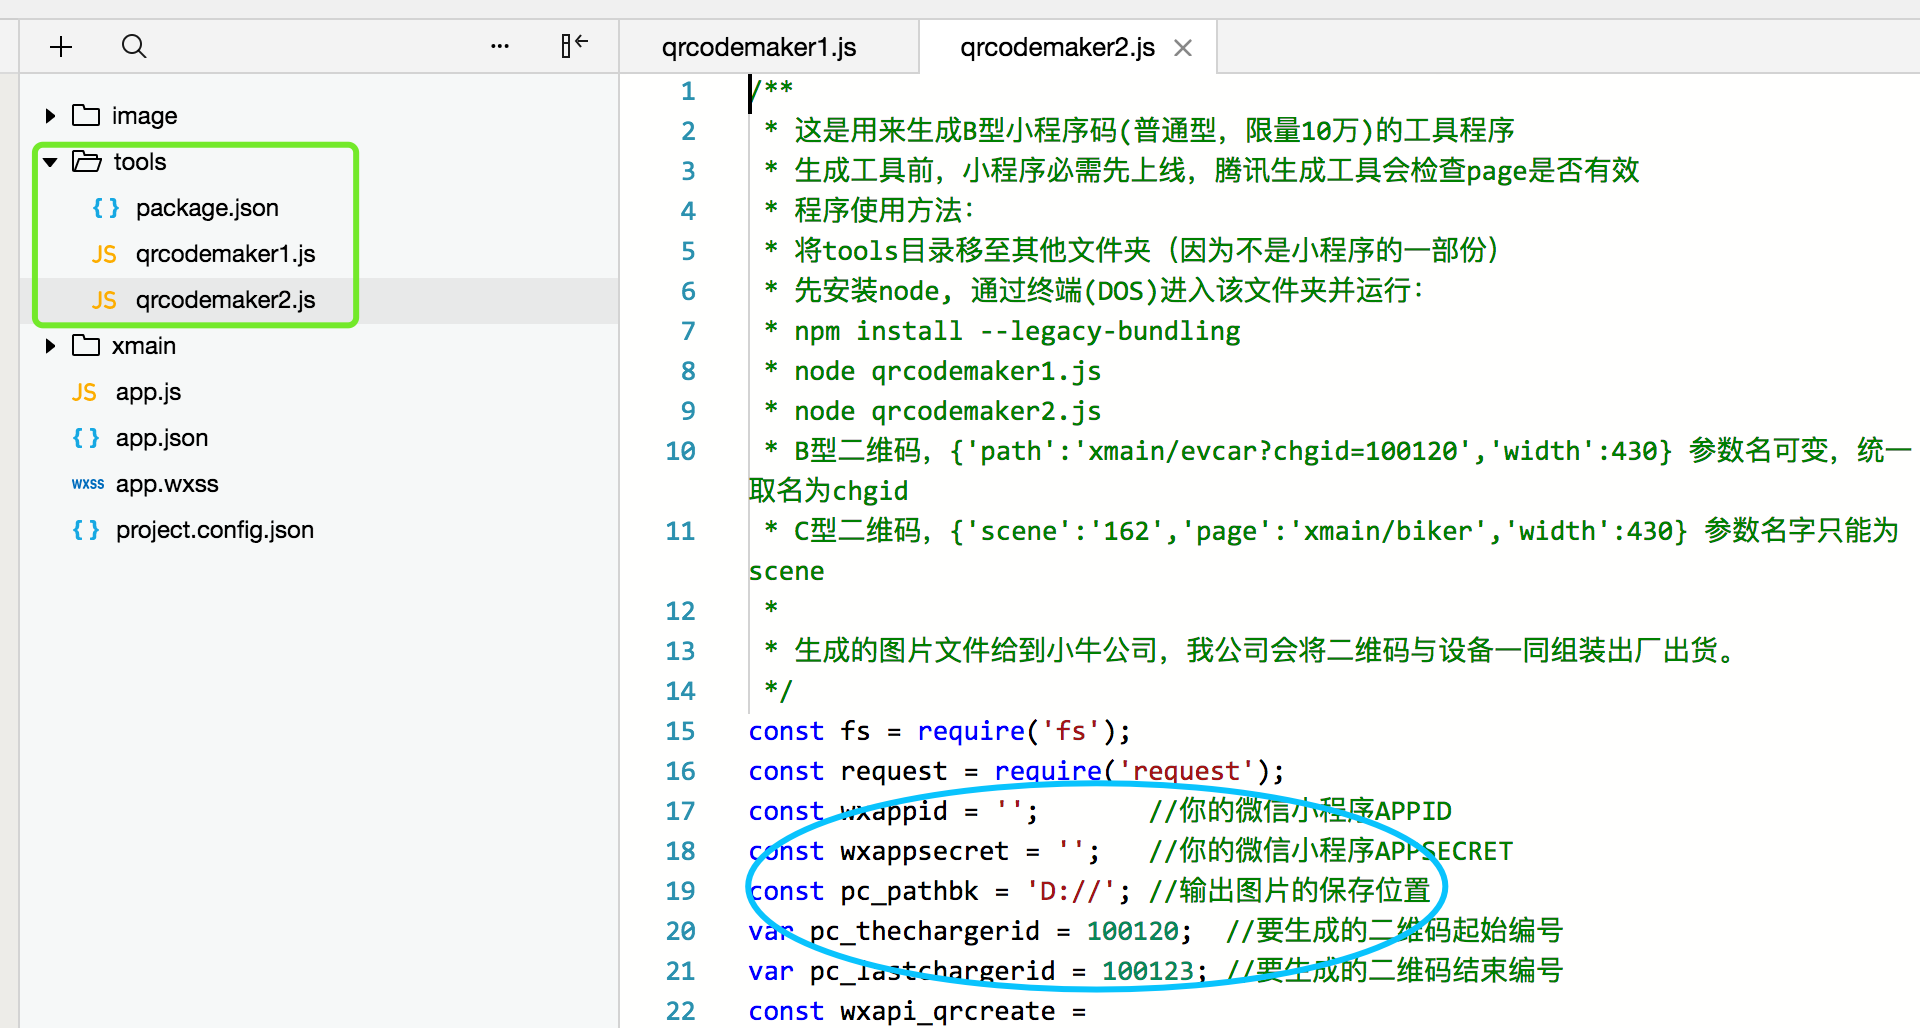 qrcodemaker1.js
qrcodemaker2.js
image
tools
{ } package.json
JS qrcodemaker1.js
JS qrcodemaker2.js
xmain
JS app.js
{ } app.json
wxss app.wxss
{ } project.config.json
1 /**
2 * 这是用来生成B型小程序码(普通型，限量10万)的工具程序
3 * 生成工具前，小程序必需先上线，腾讯生成工具会检查page是否有效
4 * 程序使用方法：
5 * 将tools目录移至其他文件夹（因为不是小程序的一部份）
6 * 先安装node, 通过终端(DOS)进入该文件夹并运行：
7 * npm install --legacy-bundling
8 * node qrcodemaker1.js
9 * node qrcodemaker2.js
10 * B型二维码，{'path':'xmain/evcar?chgid=100120','width':430} 参数名可变，统一
取名为chgid
11 * C型二维码，{'scene':'162','page':'xmain/biker','width':430} 参数名字只能为
scene
12 *
13 * 生成的图片文件给到小牛公司，我公司会将二维码与设备一同组装出厂出货。
14 */
15 const fs = require('fs');
16 const request = require('request');
17 const wxappid = ''; //你的微信小程序APPID
18 const wxappsecret = ''; //你的微信小程序APPSECRET
19 const pc_pathbk = 'D://'; //输出图片的保存位置
20 var pc_thechargerid = 100120; //要生成的二维码起始编号
21 var pc_lastchargerid = 100123; //要生成的二维码结束编号
22 const wxapi_qrcreate =